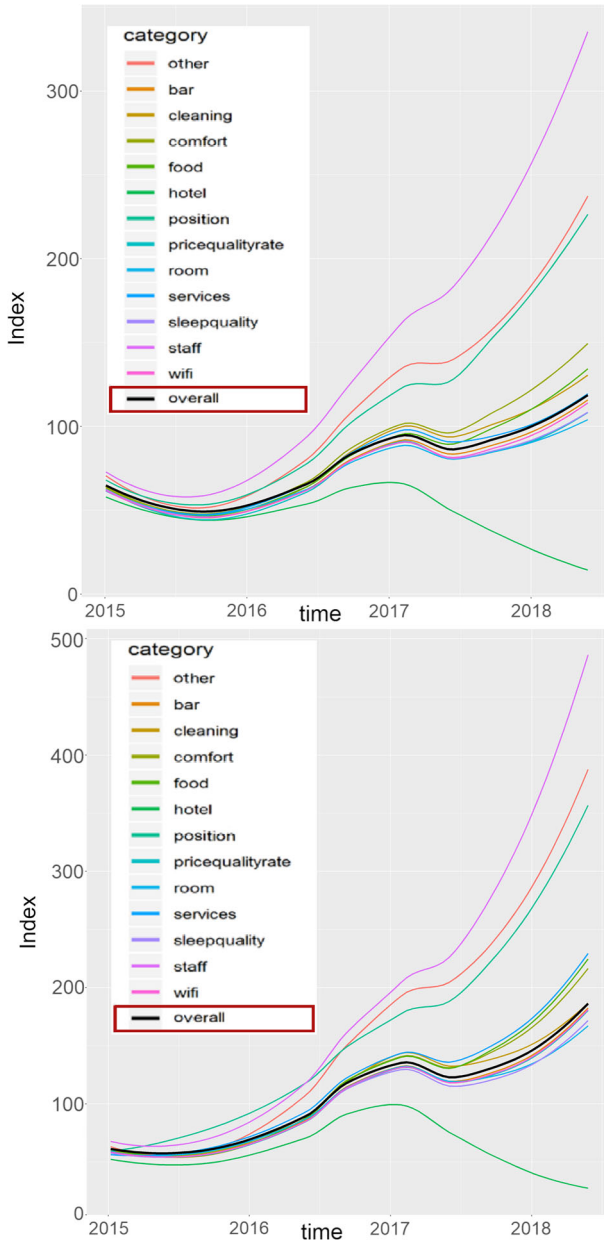 category
other
bar
cleaning
comfort
food
hotel
position
pricequalityrate
room
services
sleepquality
staff
wifi
overall
300
200
100
0
Index
2015 2016 2017 2018
time
category
other
bar
cleaning
comfort
food
hotel
position
pricequalityrate
room
services
sleepquality
staff
wifi
overall
500
400
300
200
100
0
Index
2015 2016 2017 2018
time